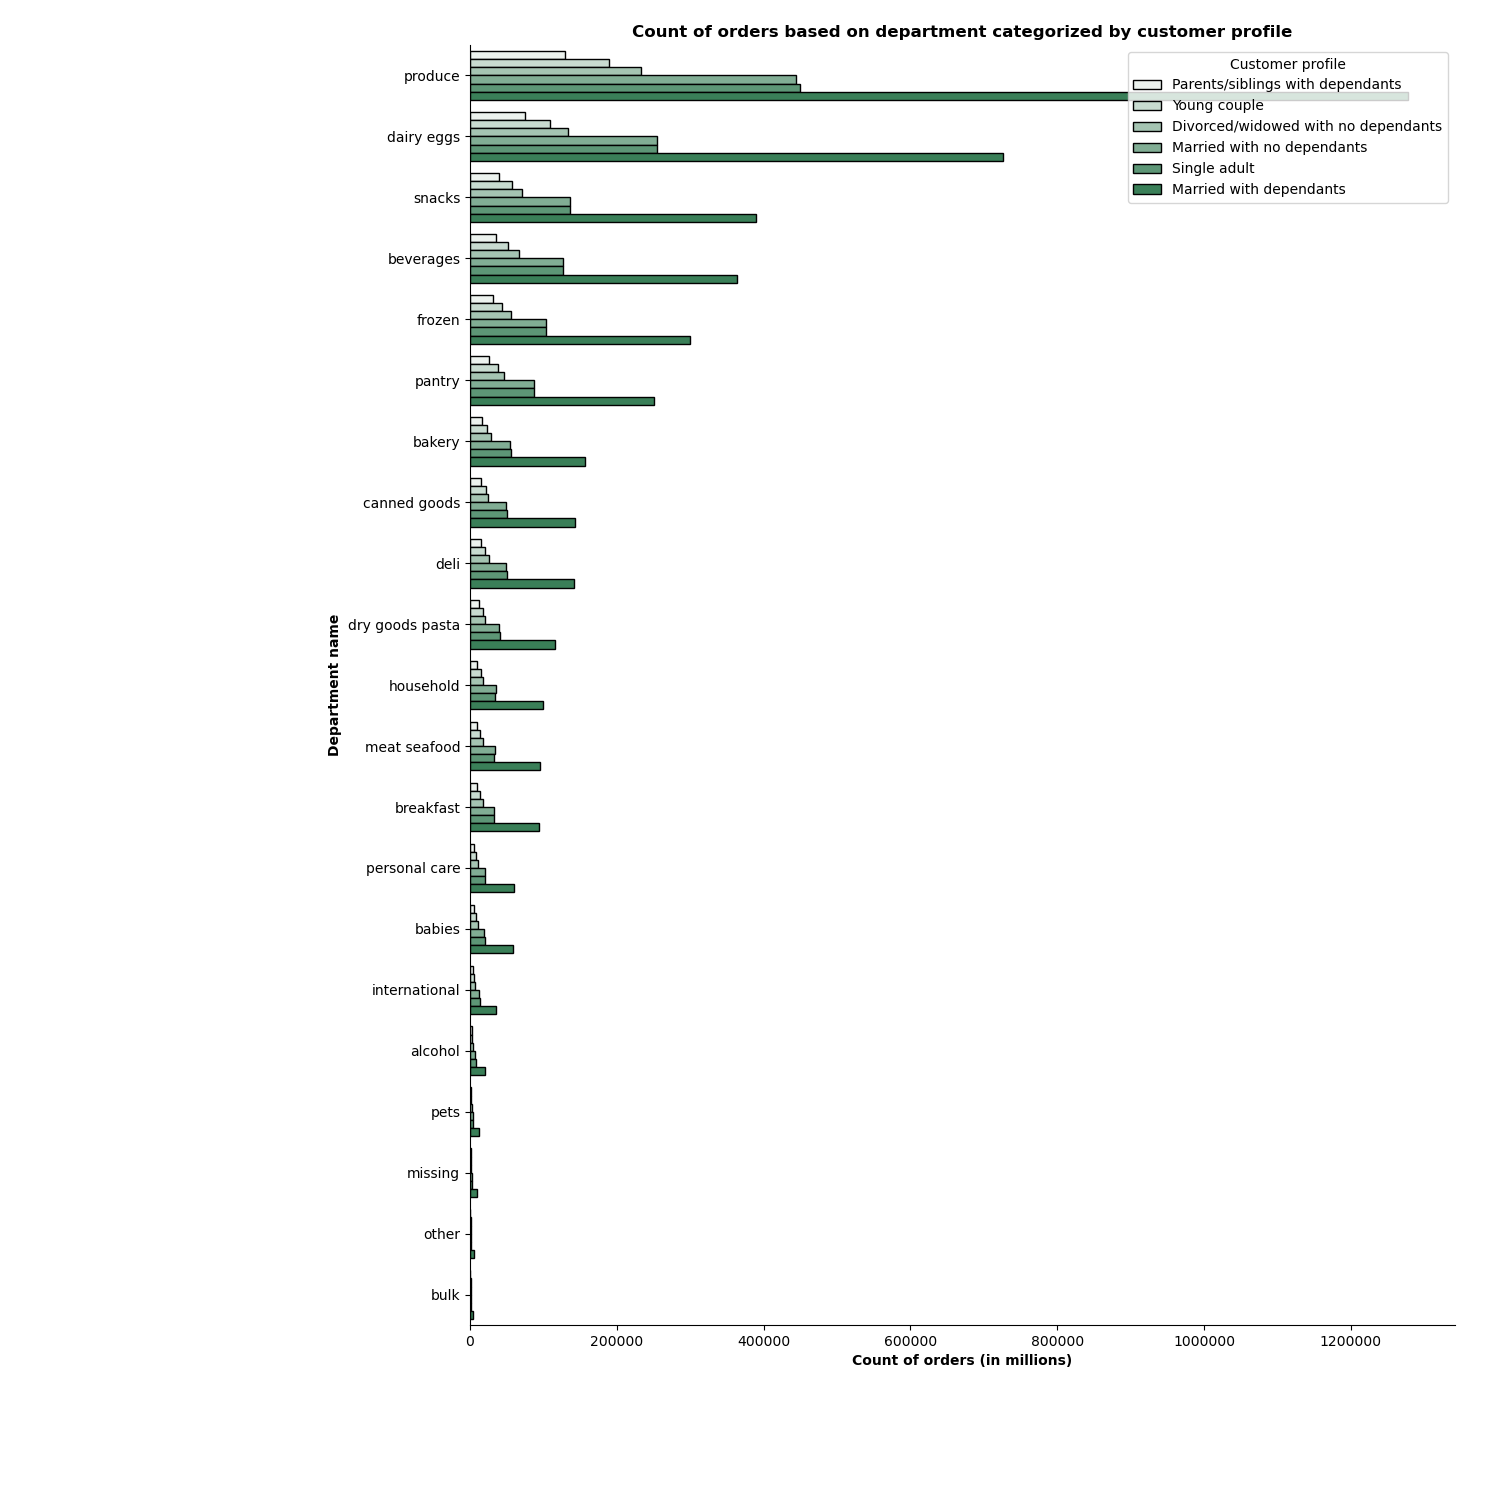 Count of orders based on department categorized by customer profile
Customer profile
Parents/siblings with dependants
Young couple
Divorced/widowed with no dependants
Married with no dependants
Single adult
Married with dependants
Department name
produce
dairy eggs
snacks
beverages
frozen
pantry
bakery
canned goods
deli
dry goods pasta
household
meat seafood
breakfast
personal care
babies
international
alcohol
pets
missing
other
bulk
0 200000 400000 600000 800000 1000000 1200000
Count of orders (in millions)